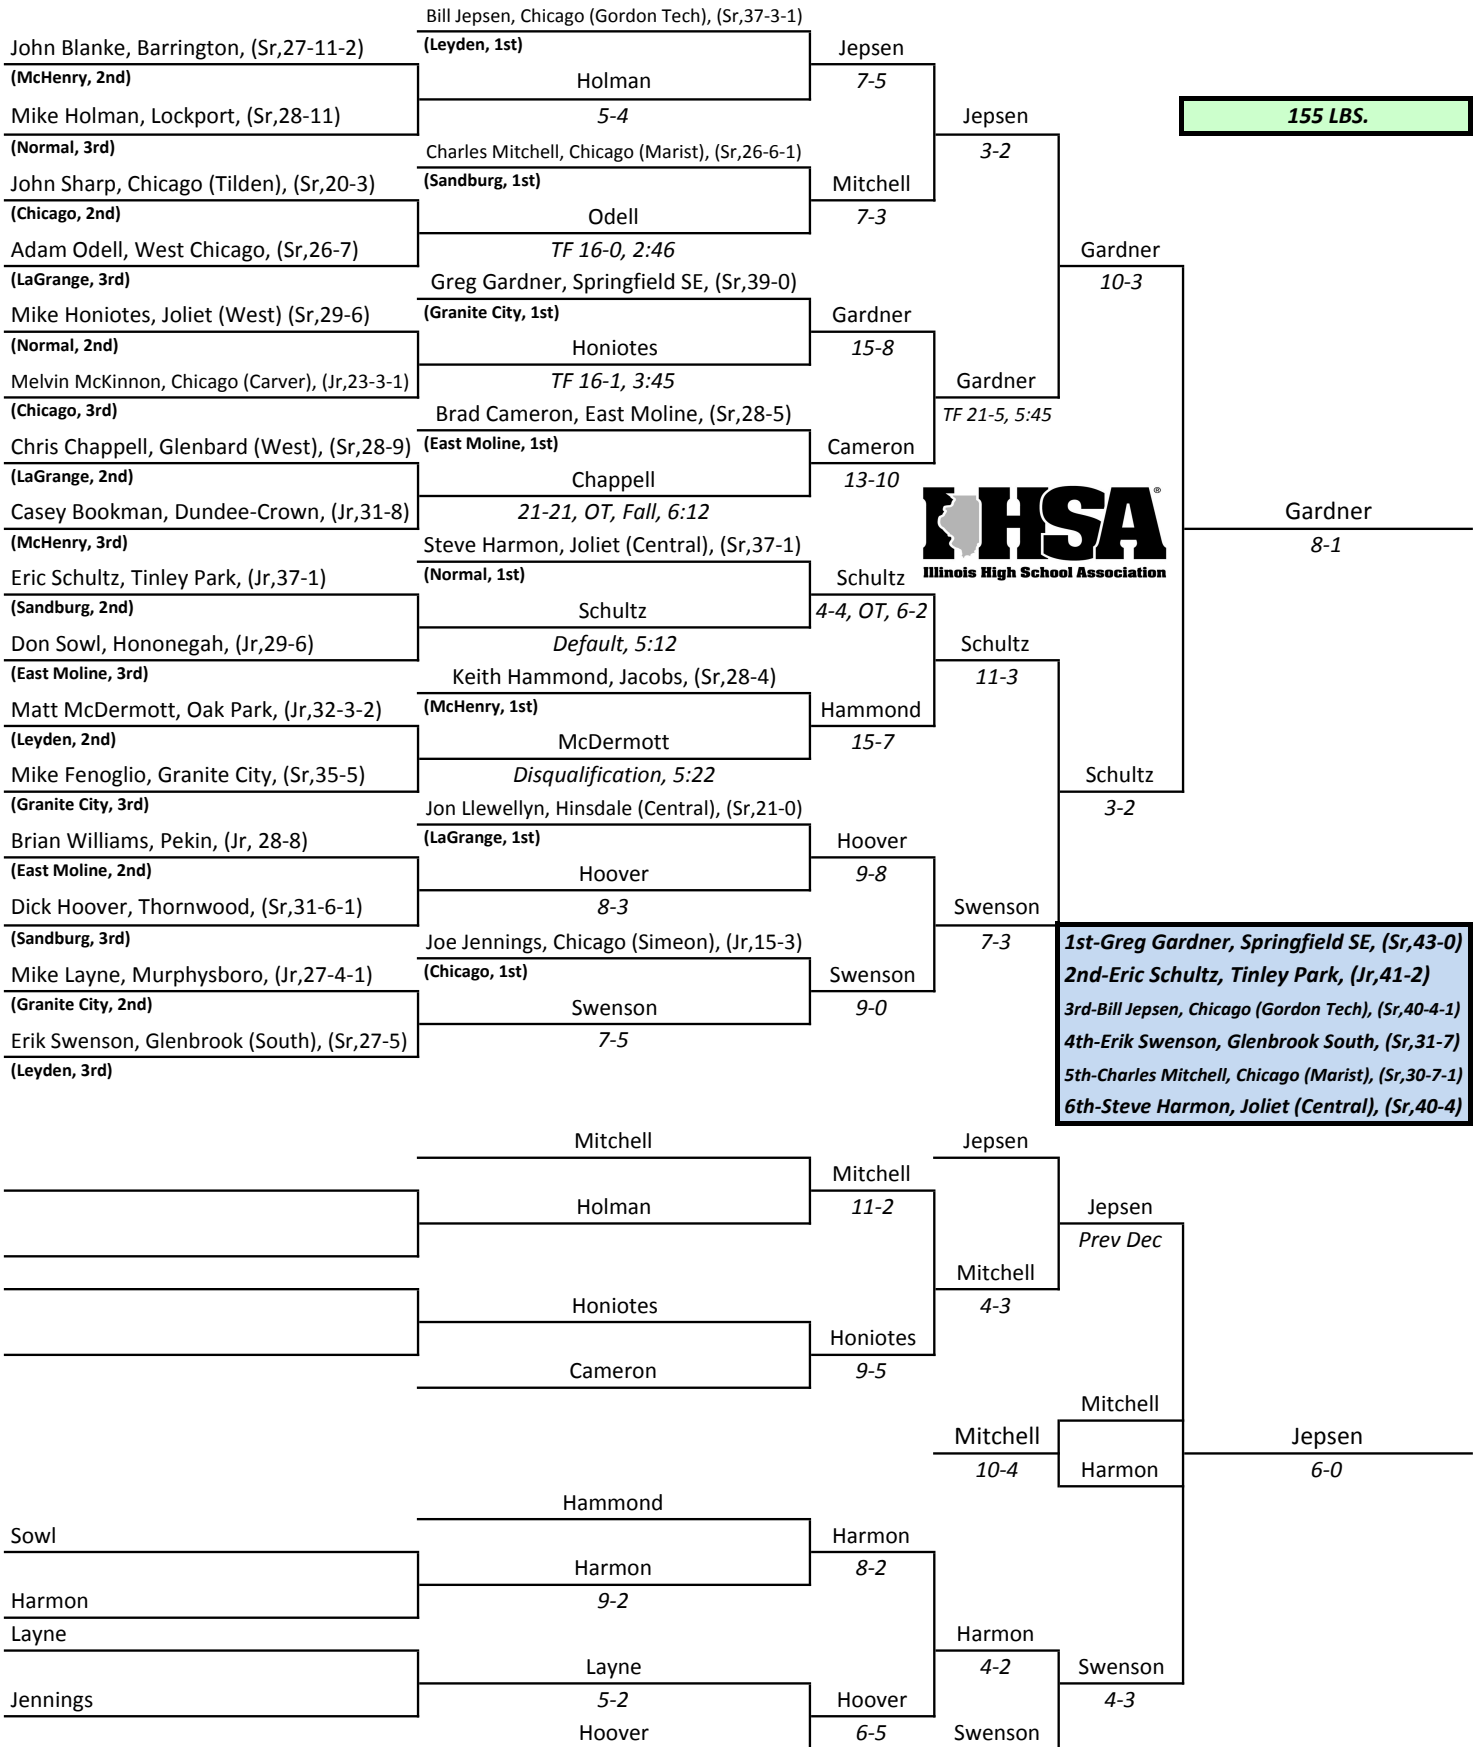 Bill Jepsen, Chicago (Gordon Tech), (Sr,37-3-1)
John Blanke, Barrington, (Sr,27-11-2)
(Leyden, 1st)
Jepsen
(McHenry, 2nd)
Holman
7-5
Mike Holman, Lockport, (Sr,28-11)
5-4
Jepsen
155 LBS.
(Normal, 3rd)
Charles Mitchell, Chicago (Marist), (Sr,26-6-1)
3-2
John Sharp, Chicago (Tilden), (Sr,20-3)
(Sandburg, 1st)
Mitchell
(Chicago, 2nd)
Odell
7-3
Adam Odell, West Chicago, (Sr,26-7)
TF 16-0, 2:46
Gardner
(LaGrange, 3rd)
Greg Gardner, Springfield SE, (Sr,39-0)
10-3
Mike Honiotes, Joliet (West) (Sr,29-6)
(Granite City, 1st)
Gardner
(Normal, 2nd)
Honiotes
15-8
Melvin McKinnon, Chicago (Carver), (Jr,23-3-1)
TF 16-1, 3:45
Gardner
(Chicago, 3rd)
Brad Cameron, East Moline, (Sr,28-5)
TF 21-5, 5:45
Chris Chappell, Glenbard (West), (Sr,28-9)
(East Moline, 1st)
Cameron
(LaGrange, 2nd)
Chappell
13-10
Casey Bookman, Dundee-Crown, (Jr,31-8)
21-21, OT, Fall, 6:12
IHSA®
Gardner
(McHenry, 3rd)
Steve Harmon, Joliet (Central), (Sr,37-1)
8-1
Eric Schultz, Tinley Park, (Jr,37-1)
(Normal, 1st)
Schultz
Illinois High School Association
(Sandburg, 2nd)
Schultz
4-4, OT, 6-2
Don Sowl, Hononegah, (Jr,29-6)
Default, 5:12
Schultz
(East Moline, 3rd)
Keith Hammond, Jacobs, (Sr,28-4)
11-3
Matt McDermott, Oak Park, (Jr,32-3-2)
(McHenry, 1st)
Hammond
(Leyden, 2nd)
McDermott
15-7
Mike Fenoglio, Granite City, (Sr,35-5)
Disqualification, 5:22
Schultz
(Granite City, 3rd)
Jon Llewellyn, Hinsdale (Central), (Sr,21-0)
3-2
Brian Williams, Pekin, (Jr, 28-8)
(LaGrange, 1st)
Hoover
(East Moline, 2nd)
Hoover
9-8
Dick Hoover, Thornwood, (Sr,31-6-1)
8-3
Swenson
(Sandburg, 3rd)
Joe Jennings, Chicago (Simeon), (Jr,15-3)
7-3
1st-Greg Gardner, Springfield SE, (Sr,43-0)
Mike Layne, Murphysboro, (Jr,27-4-1)
(Chicago, 1st)
Swenson
2nd-Eric Schultz, Tinley Park, (Jr,41-2)
(Granite City, 2nd)
Swenson
9-0
3rd-Bill Jepsen, Chicago (Gordon Tech), (Sr,40-4-1)
Erik Swenson, Glenbrook (South), (Sr,27-5)
7-5
4th-Erik Swenson, Glenbrook South, (Sr,31-7)
(Leyden, 3rd)
5th-Charles Mitchell, Chicago (Marist), (Sr,30-7-1)
6th-Steve Harmon, Joliet (Central), (Sr,40-4)
Mitchell
Jepsen
Mitchell
Holman
11-2
Jepsen
Prev Dec
Mitchell
Honiotes
4-3
Honiotes
Cameron
9-5
Mitchell
Mitchell
Jepsen
10-4
Harmon
6-0
Hammond
Sowl
Harmon
Harmon
8-2
Harmon
9-2
Layne
Harmon
Layne
4-2
Swenson
Jennings
5-2
Hoover
4-3
Hoover
6-5
Swenson